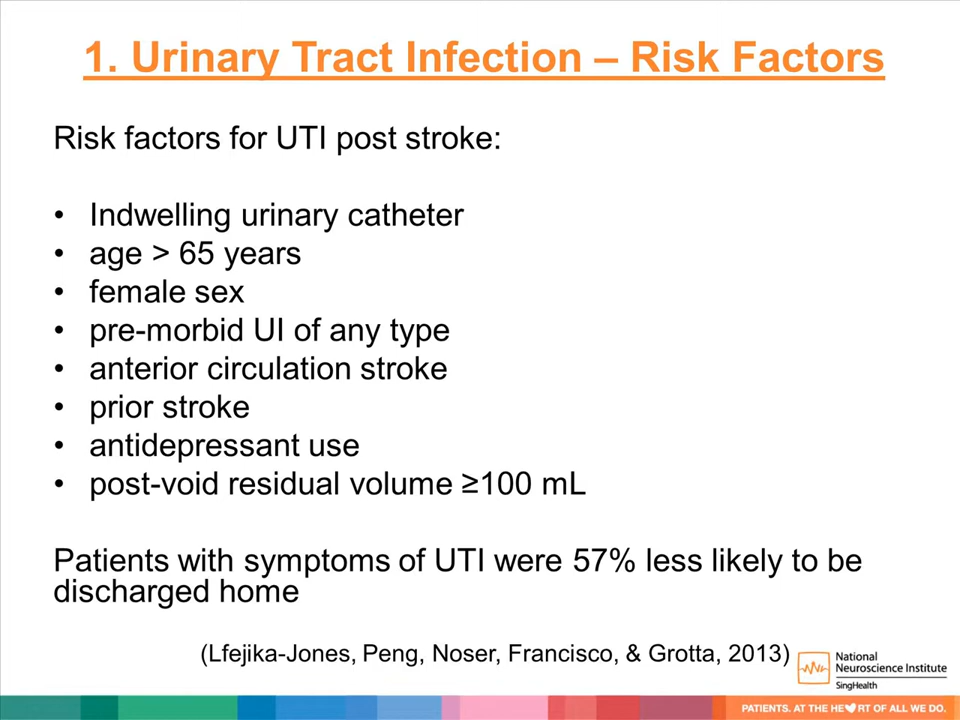 1. Urinary Tract Infection – Risk Factors
Risk factors for UTI post stroke:
• Indwelling urinary catheter
• age > 65 years
• female sex
• pre-morbid UI of any type
• anterior circulation stroke
• prior stroke
• antidepressant use
• post-void residual volume ≥100 mL
Patients with symptoms of UTI were 57% less likely to be
discharged home
(Lfejika-Jones, Peng, Noser, Francisco, & Grotta, 2013)
National
Neuroscience Institute
SingHealth
PATIENTS. AT THE HE♥RT OF ALL WE DO.